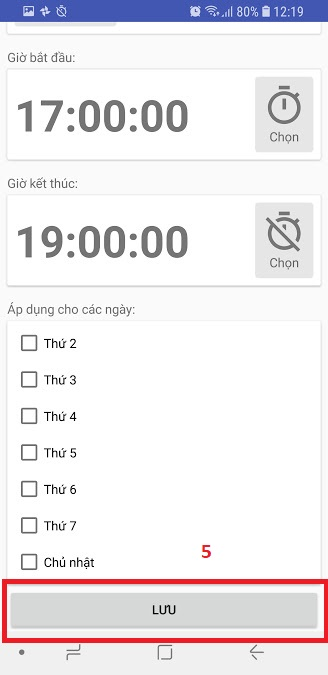 80% 12:19
Giờ bắt đầu:
17:00:00
Chọn
Giờ kết thúc:
19:00:00
Chọn
Áp dụng cho các ngày:
Thứ 2
Thứ 3
Thứ 4
Thứ 5
Thứ 6
Thứ 7
Chủ nhật
5
LƯU